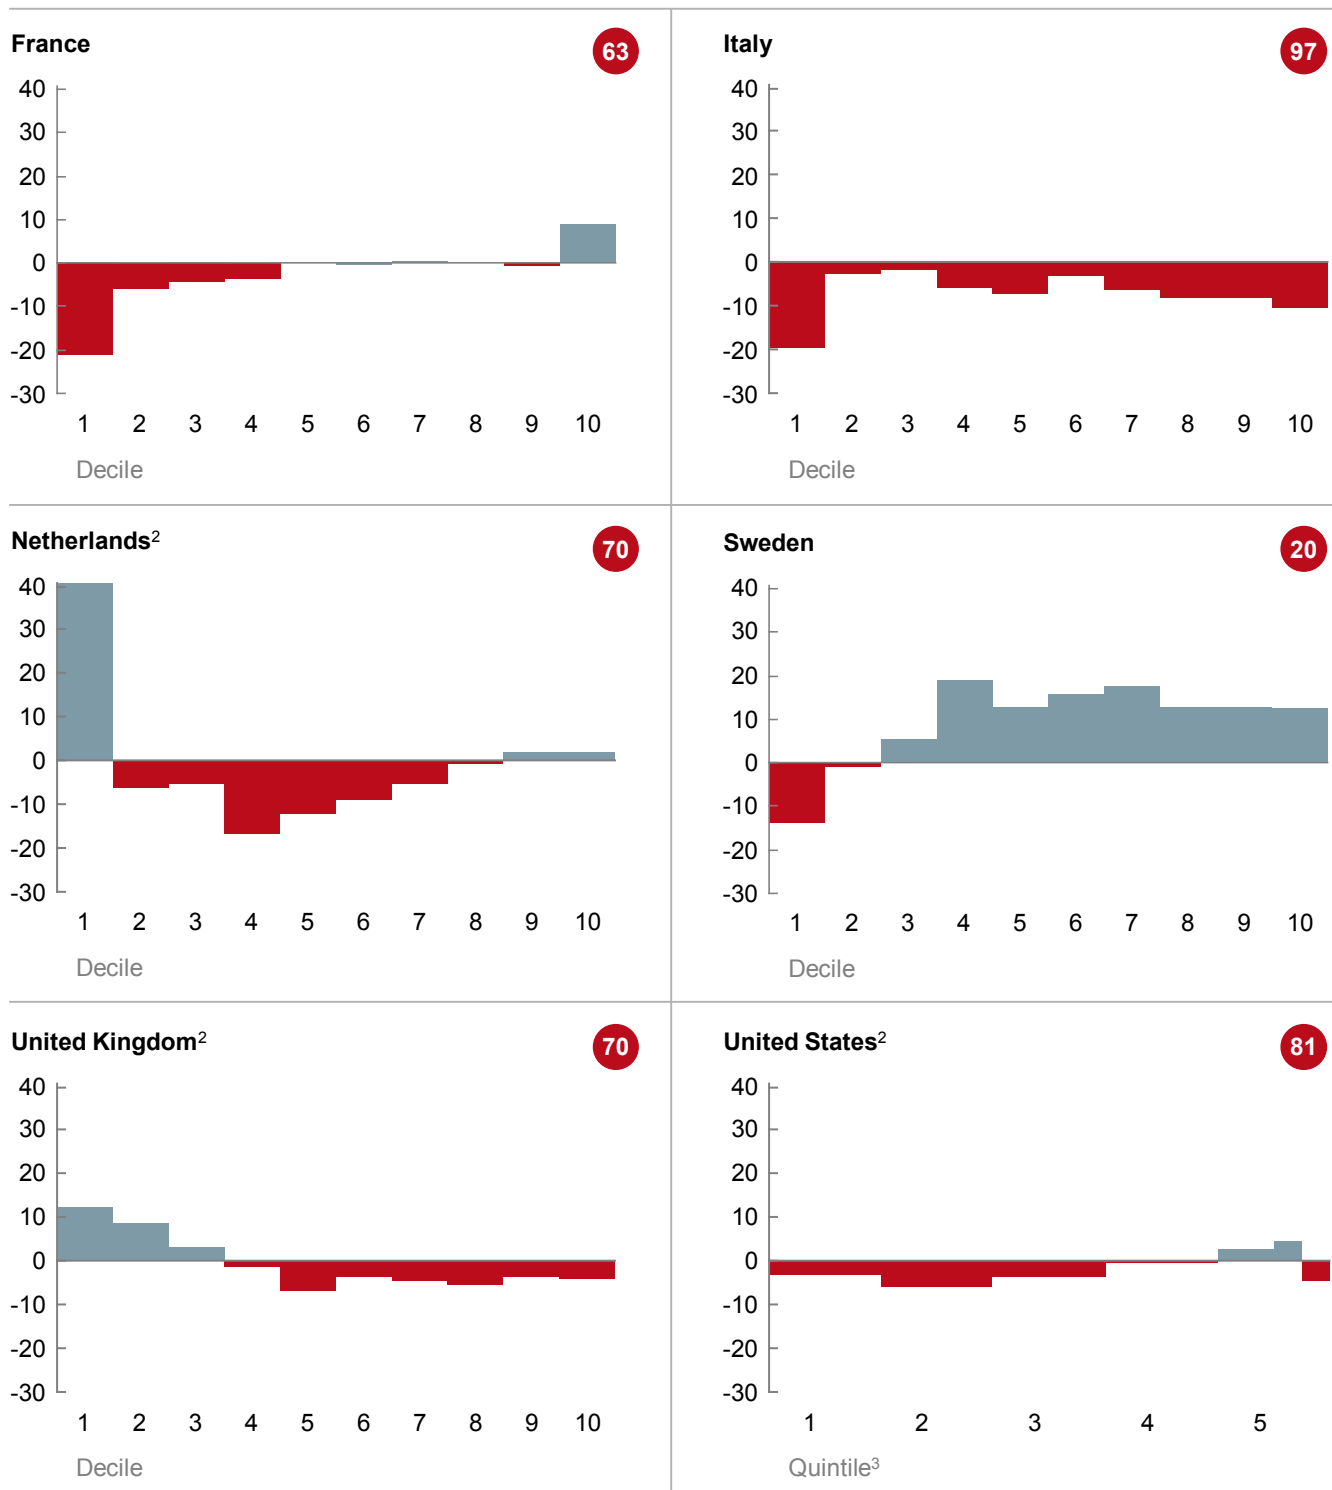 France 63
40
30
20
10
0
-10
-20
-30
1 2 3 4 5 6 7 8 9 10
Decile
Italy 97
40
30
20
10
0
-10
-20
-30
1 2 3 4 5 6 7 8 9 10
Decile
Netherlands² 70
40
30
20
10
0
-10
-20
-30
1 2 3 4 5 6 7 8 9 10
Decile
Sweden 20
40
30
20
10
0
-10
-20
-30
1 2 3 4 5 6 7 8 9 10
Decile
United Kingdom² 70
40
30
20
10
0
-10
-20
-30
1 2 3 4 5 6 7 8 9 10
Decile
United States² 81
40
30
20
10
0
-10
-20
-30
1 2 3 4 5
Quintile³